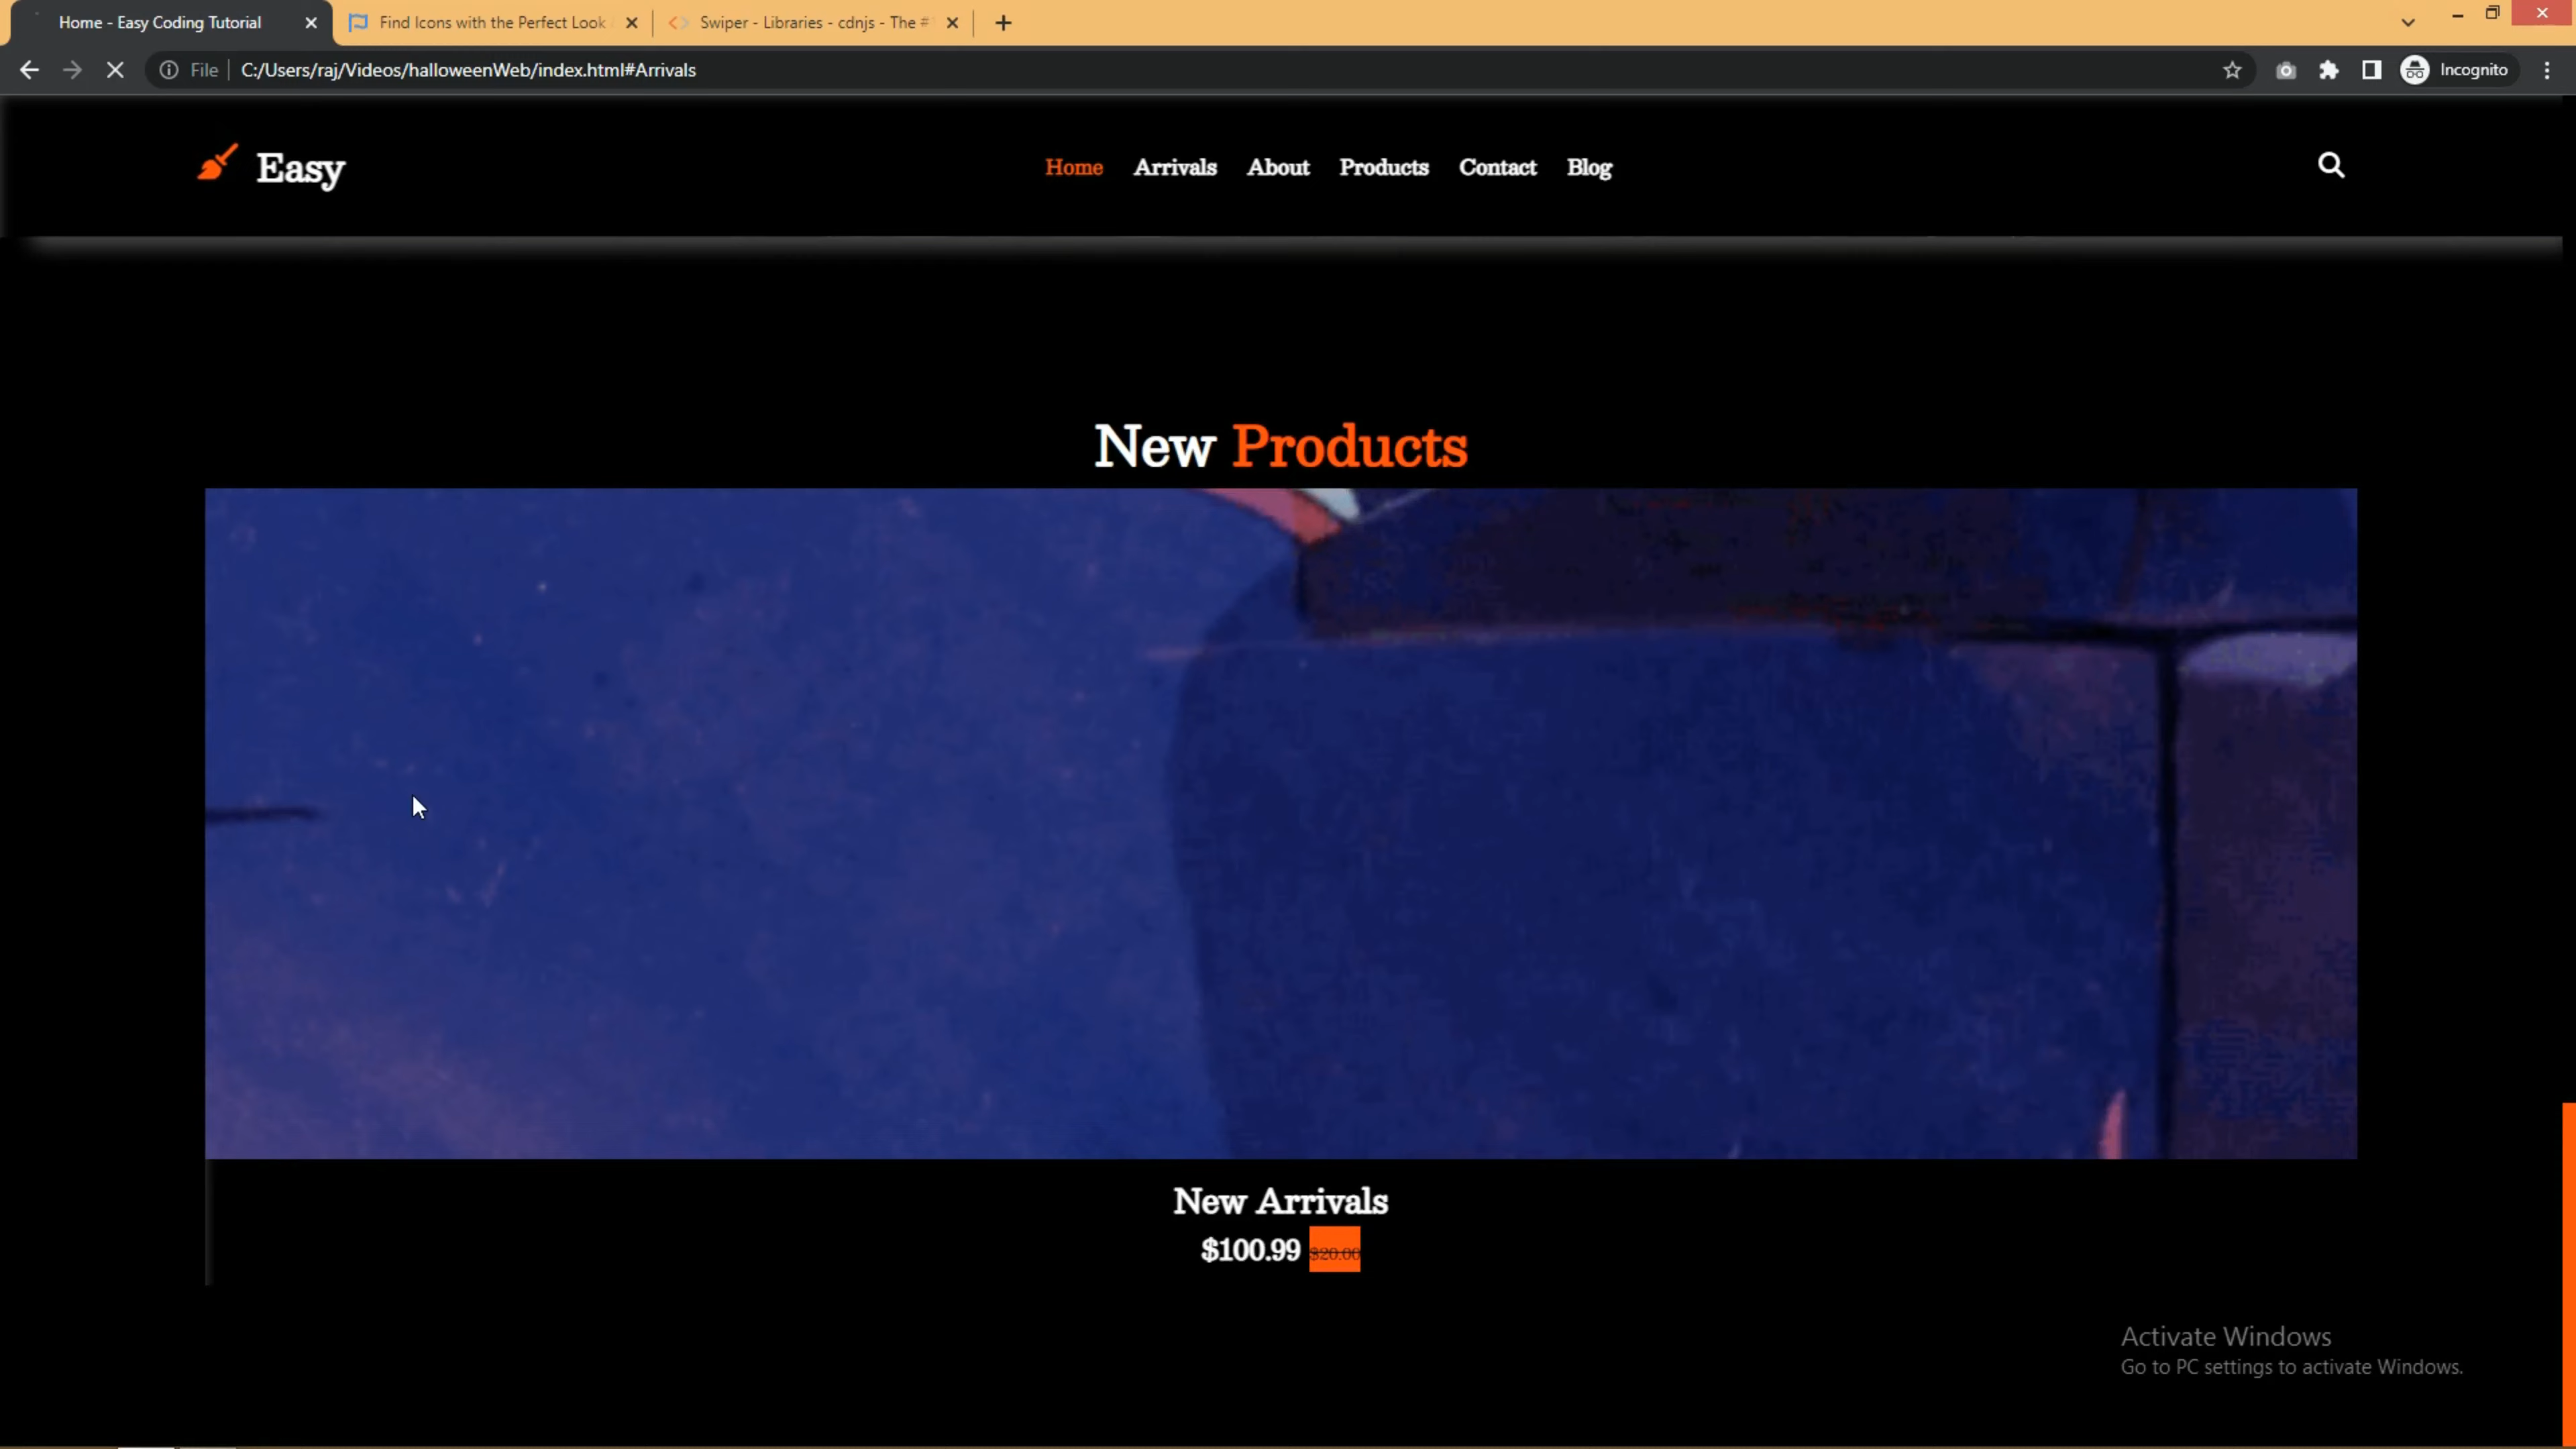 Home - Easy Coding Tutorial
Find Icons with the Perfect Look
Swiper - Libraries - cdnjs - The #
File
C:/Users/raj/Videos/halloweenWeb/index.html#Arrivals
Incognito
Easy
Home Arrivals About Products Contact Blog
New Products
New Arrivals
$100.99 $20.00
Activate Windows
Go to PC settings to activate Windows.